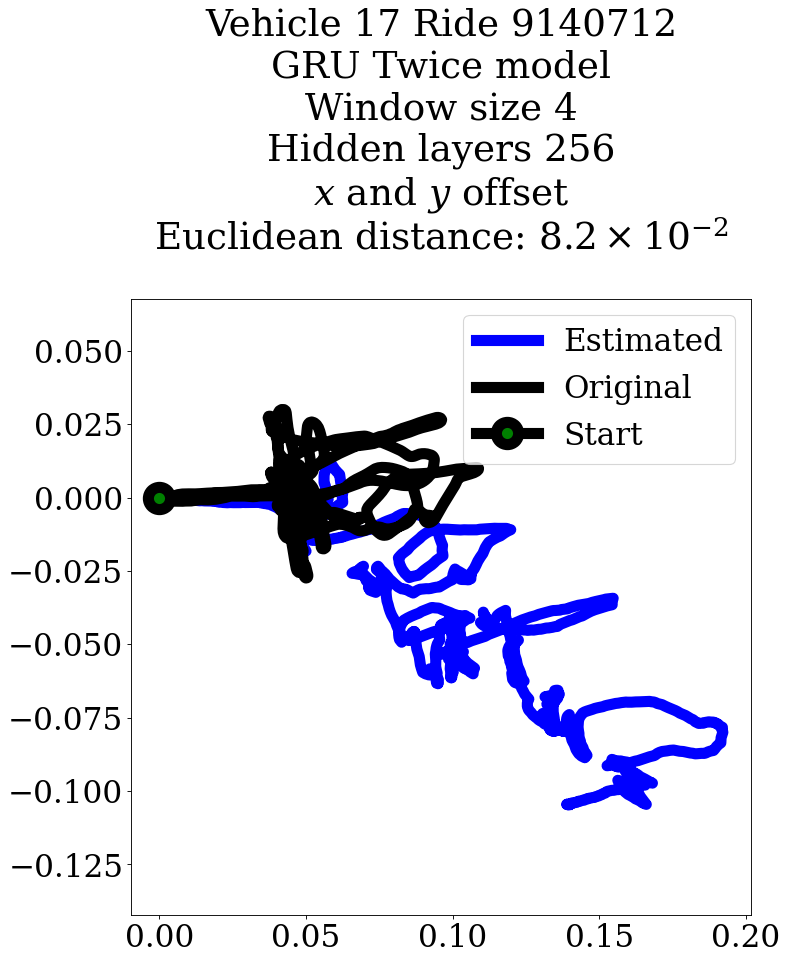 Vehicle 17 Ride 9140712
GRU Twice model
Window size 4
Hidden layers 256
x and y offset
Euclidean distance: 8.2 × 10⁻²
Estimated
Original
Start
0.050
0.025
0.000
−0.025
−0.050
−0.075
−0.100
−0.125
0.00 0.05 0.10 0.15 0.20